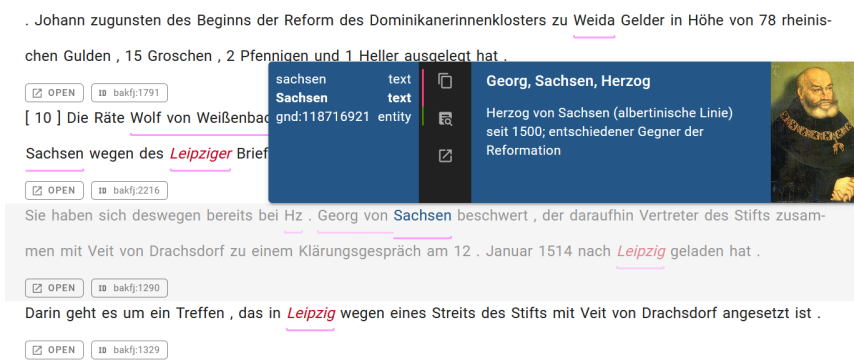 . Johann zugunsten des Beginns der Reform des Dominikanerinnenklosters zu Weida Gelder in Höhe von 78 rheinis-
chen Gulden , 15 Groschen , 2 Pfennigen und 1 Heller ausgelegt hat .
OPEN ID bakfj:1791
[ 10 ] Die Räte Wolf von Weißenbac
Sachsen wegen des Leipziger Brief
OPEN ID bakfj:2216
sachsen text
Sachsen text
gnd:118716921 entity
Georg, Sachsen, Herzog
Herzog von Sachsen (albertinische Linie)
seit 1500; entschiedener Gegner der
Reformation
Sie haben sich deswegen bereits bei Hz . Georg von Sachsen beschwert , der daraufhin Vertreter des Stifts zusam-
men mit Veit von Drachsdorf zu einem Klärungsgespräch am 12 . Januar 1514 nach Leipzig geladen hat .
OPEN ID bakfj:1290
Darin geht es um ein Treffen , das in Leipzig wegen eines Streits des Stifts mit Veit von Drachsdorf angesetzt ist .
OPEN ID bakfj:1329